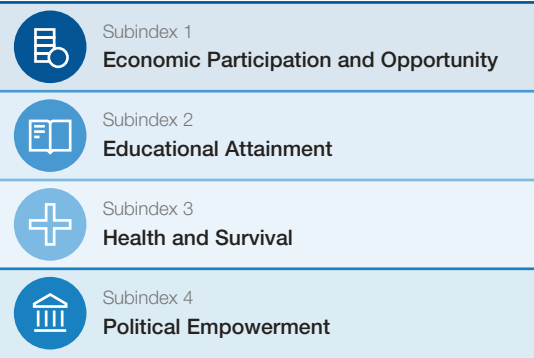 Subindex 1
Economic Participation and Opportunity
Subindex 2
Educational Attainment
Subindex 3
Health and Survival
Subindex 4
Political Empowerment